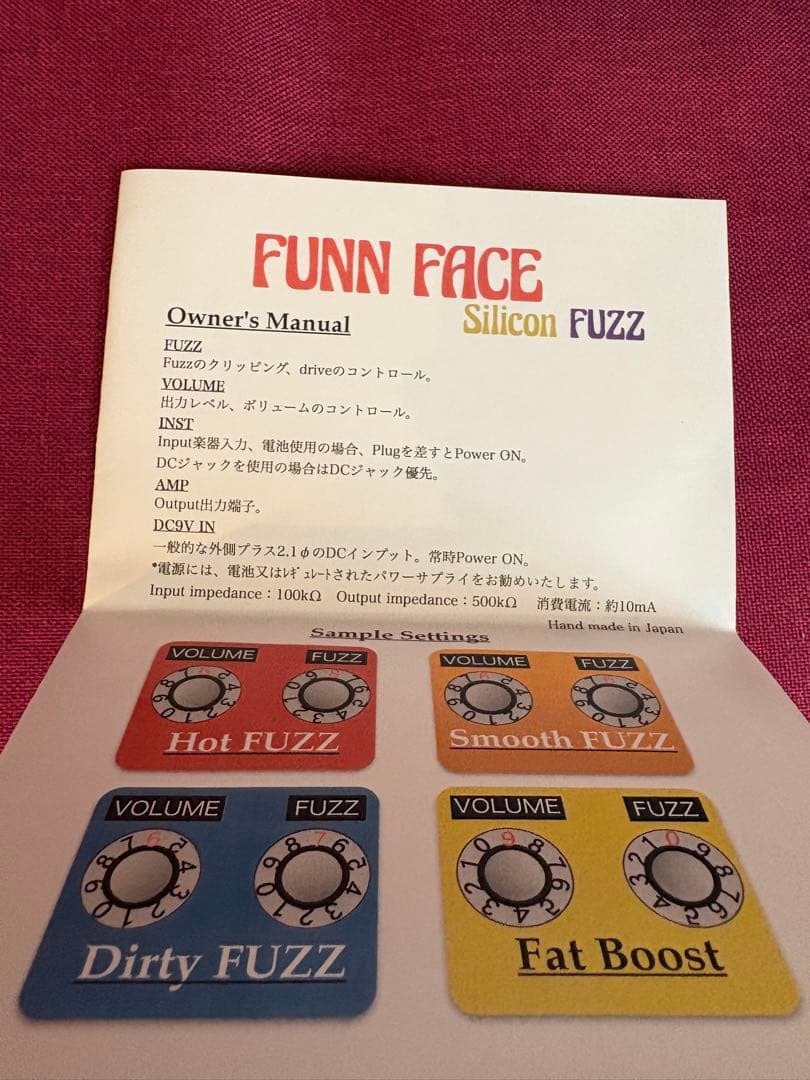 FUNN FACE
Silicon FUZZ
Owner's Manual
FUZZ
Fuzzのクリッピング、driveのコントロール。
VOLUME
出力レベル、ボリュームのコントロール。
INST
Input楽器入力、電池使用の場合、Plugを差すとPower ON。
DCジャックを使用の場合はDCジャック優先。
AMP
Output出力端子。
DC9V IN
一般的な外側プラス2.1φのDCインプット。常時Power ON。
*電源には、電池又はﾚｷﾞｭﾚｰﾄされたパワーサプライをお勧めいたします。
Input impedance：100kΩ Output impedance：500kΩ 消費電流：約10mA
Hand made in Japan
Sample Settings
VOLUME FUZZ
Hot FUZZ
VOLUME FUZZ
Smooth FUZZ
VOLUME FUZZ
6 7
Dirty FUZZ
VOLUME FUZZ
9 0
Fat Boost